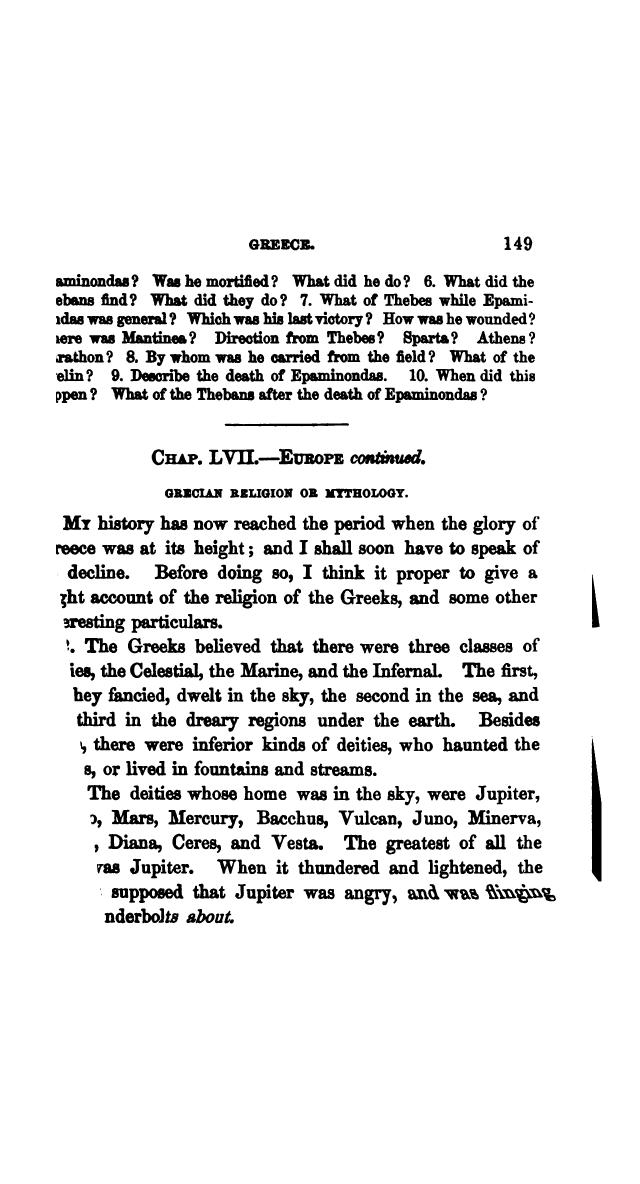 GREECE. 149
aminondas? Was he mortified? What did he do? 6. What did the
ebans find? What did they do? 7. What of Thebes while Epami-
das was general? Which was his last victory? How was he wounded?
ere was Mantinea? Direction from Thebes? Sparta? Athens?
rathon? 8. By whom was he carried from the field? What of the
elin? 9. Describe the death of Epaminondas. 10. When did this
ppen? What of the Thebans after the death of Epaminondas?
CHAP. LVII.—EUROPE continued.
GRECIAN RELIGION OR MYTHOLOGY.
MY history has now reached the period when the glory of
reece was at its height; and I shall soon have to speak of
decline. Before doing so, I think it proper to give a
ght account of the religion of the Greeks, and some other
eresting particulars.
. The Greeks believed that there were three classes of
ies, the Celestial, the Marine, and the Infernal. The first,
hey fancied, dwelt in the sky, the second in the sea, and
third in the dreary regions under the earth. Besides
, there were inferior kinds of deities, who haunted the
s, or lived in fountains and streams.
The deities whose home was in the sky, were Jupiter,
o, Mars, Mercury, Bacchus, Vulcan, Juno, Minerva,
, Diana, Ceres, and Vesta. The greatest of all the
was Jupiter. When it thundered and lightened, the
supposed that Jupiter was angry, and was flinging
nderbolts about.